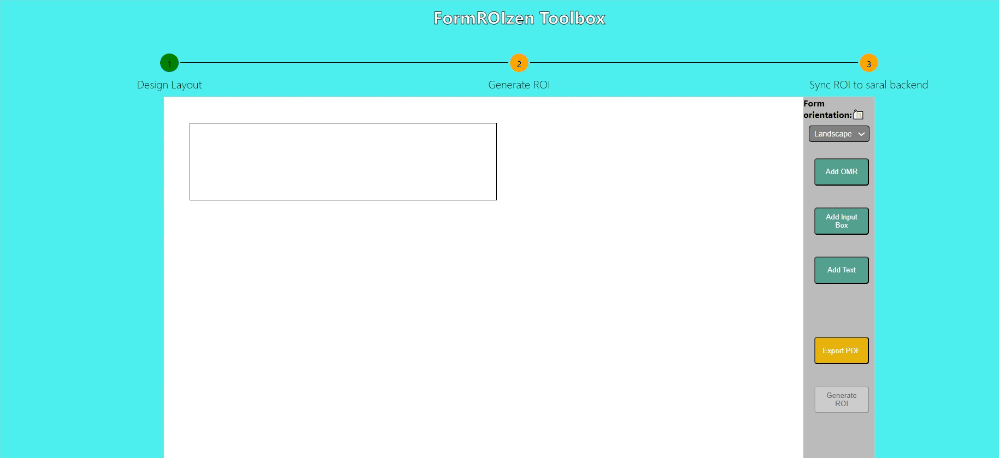 FormROIzen Toolbox
1
2
3
Design Layout
Generate ROI
Sync ROI to saral backend
Form
orientation:
Landscape
Add OMR
Add Input
Box
Add Text
Export PDF
Generate
ROI